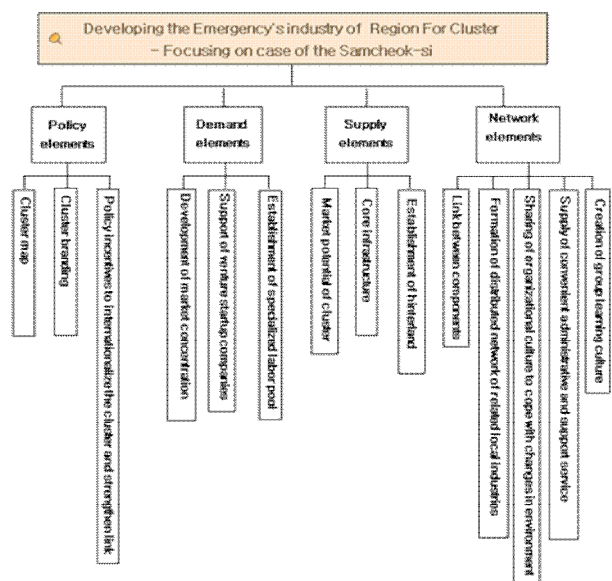 Developing the Emergency's industry of Region For Cluster
- Focusing on case of the Samcheok-si
Policy
elements
Demand
elements
Supply
elements
Network
elements
Cluster map
Cluster branding
Policy incentives to internationalize the cluster and strengthen link
Development of market concentration
Support of venture startup companies
Establishment of specialized labor pool
Market potential of cluster
Core infrastructure
Establishment of hinterland
Link between components
Formation of distributed network of related local industries
Sharing of organizational culture to cope with changes in environment
Supply of convenient administrative and support service
Creation of group learning culture